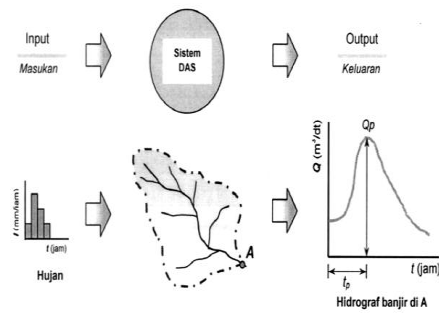 Input
Masukan
Sistem
DAS
Output
Keluaran
I (mm/jam)
t (jam)
Hujan
A
Q (m³/dt)
Qp
t (jam)
tp
Hidrograf banjir di A